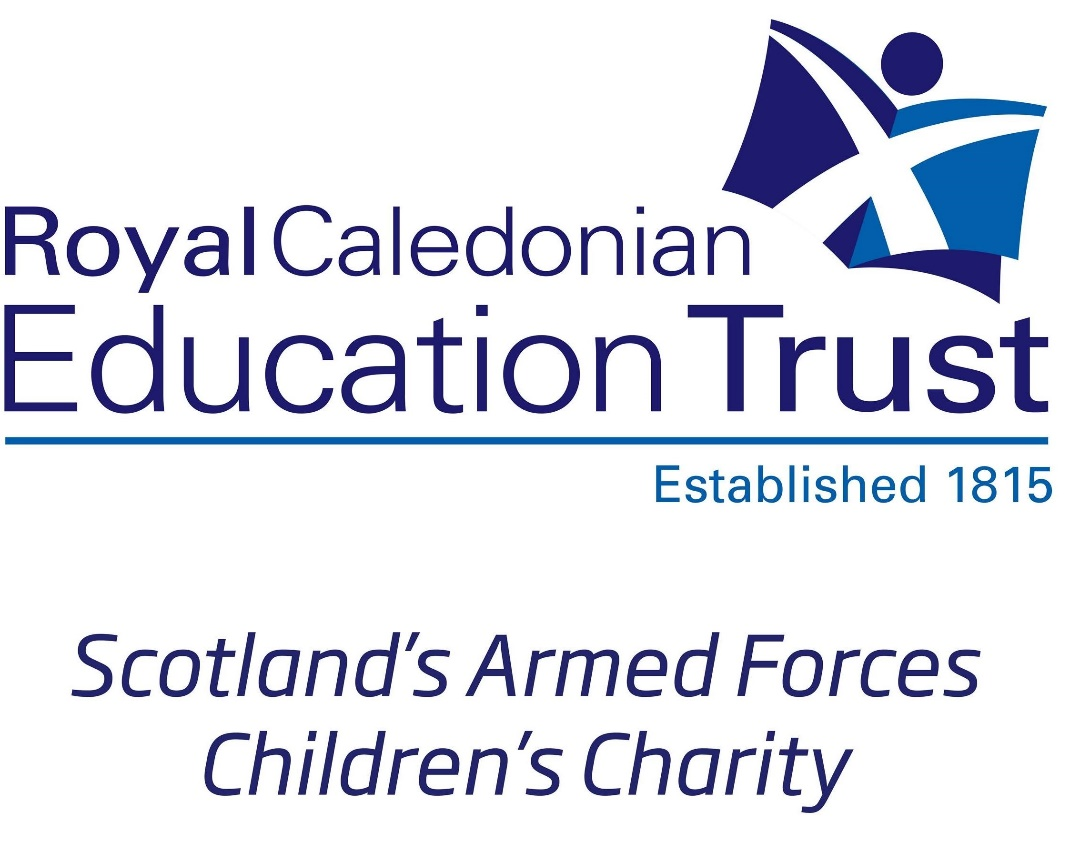 Royal Caledonian
Education Trust
Established 1815
Scotland's Armed Forces
Children's Charity